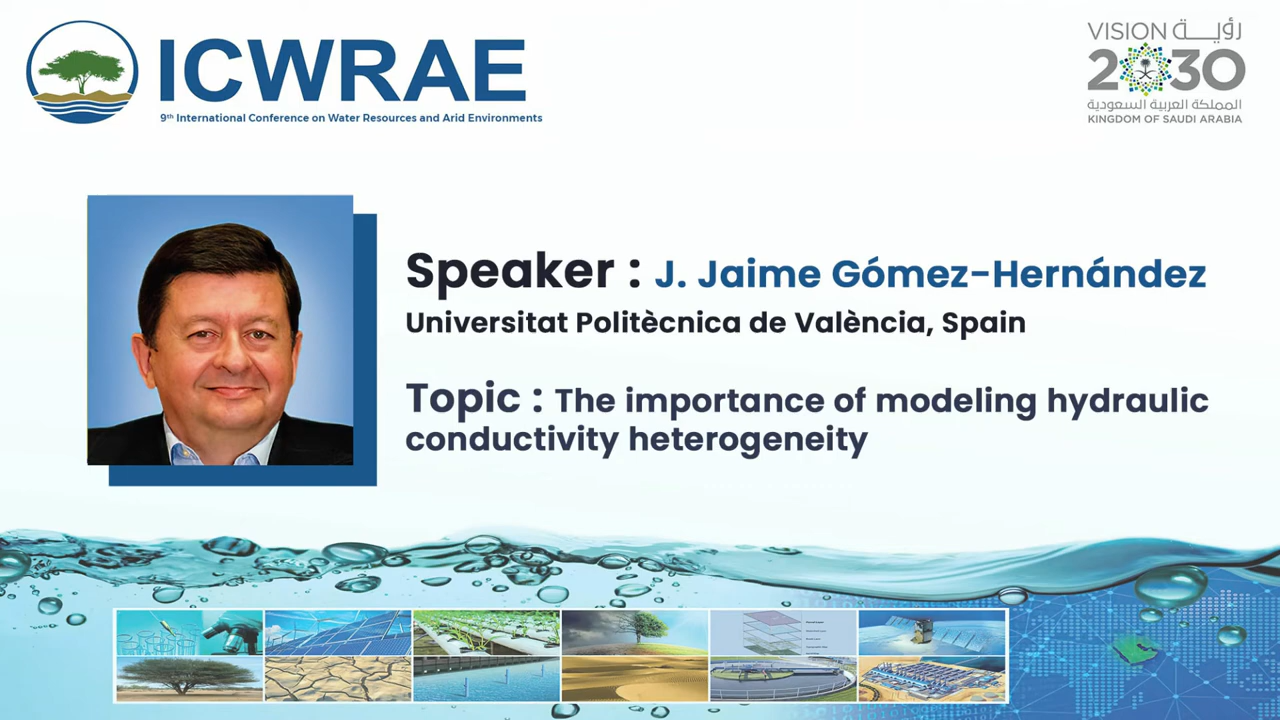 ICWRAE
9th International Conference on Water Resources and Arid Environments
VISION رؤيـــة
2030
المملكة العربية السعودية
KINGDOM OF SAUDI ARABIA
Speaker : J. Jaime Gómez-Hernández
Universitat Politècnica de València, Spain
Topic : The importance of modeling hydraulic
conductivity heterogeneity